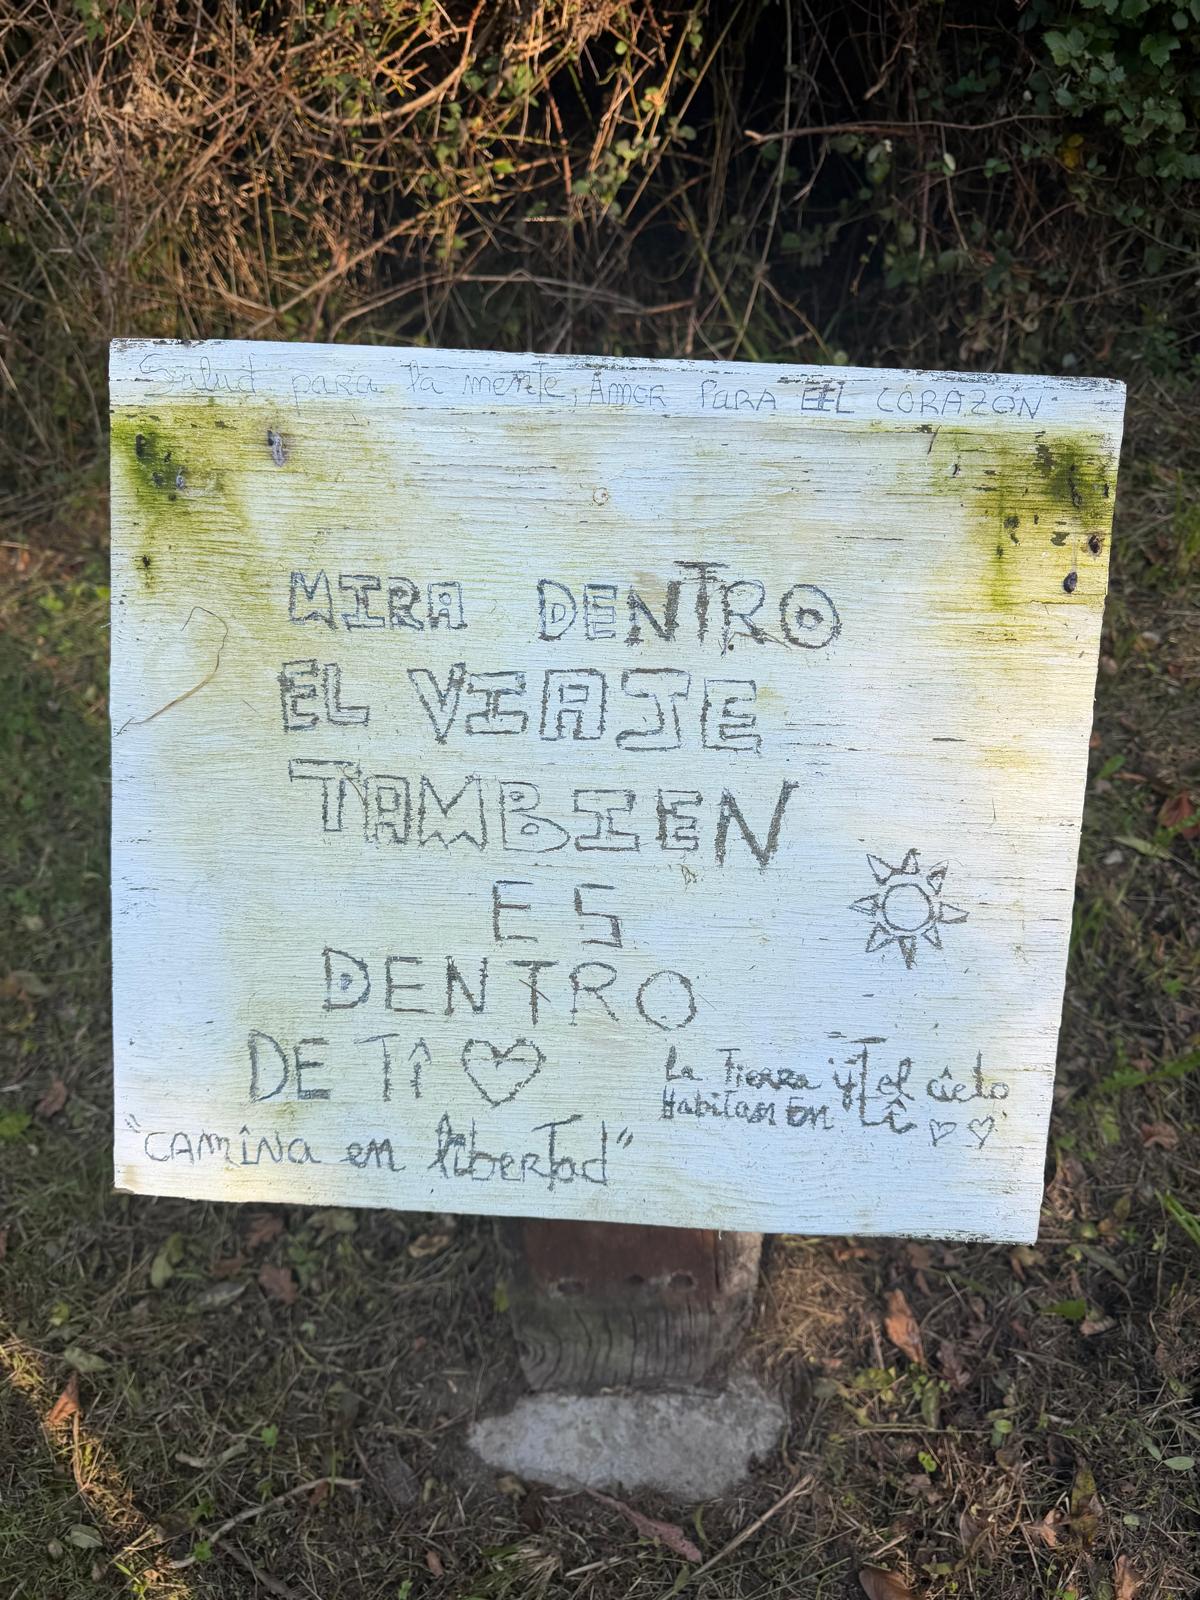 Salud para la mente, Amor PARA EL CORAZÓN
MIRA DENTRO
EL VIAJE
TAMBIEN
ES
DENTRO
DE Tí
La Tierra y el cielo
Habitan En tí
"CAMINA en libertad"